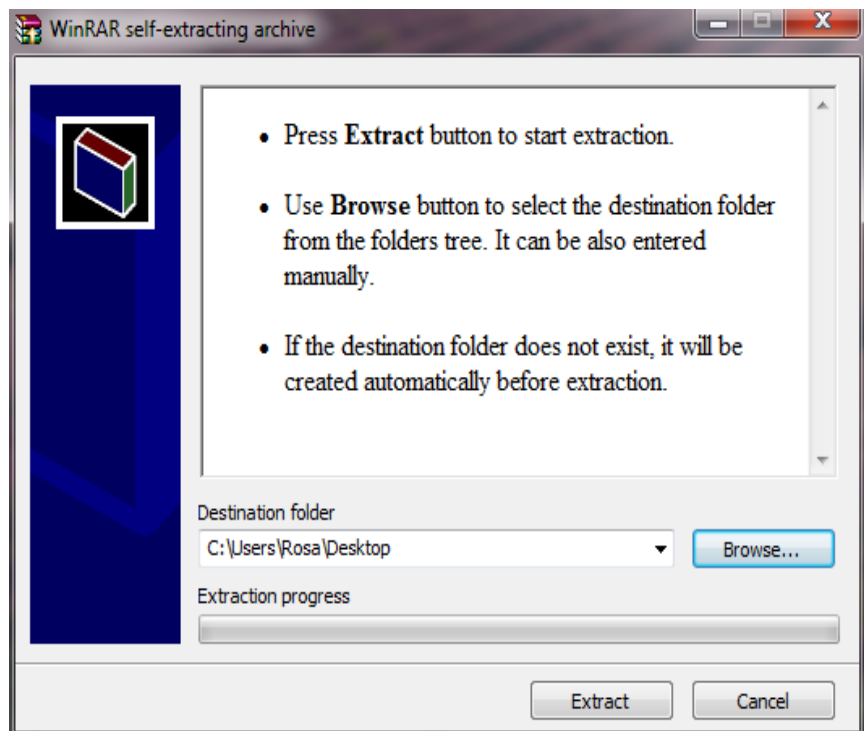 WinRAR self-extracting archive
• Press Extract button to start extraction.
• Use Browse button to select the destination folder
from the folders tree. It can be also entered
manually.
• If the destination folder does not exist, it will be
created automatically before extraction.
Destination folder
C:\Users\Rosa\Desktop
Browse...
Extraction progress
Extract
Cancel